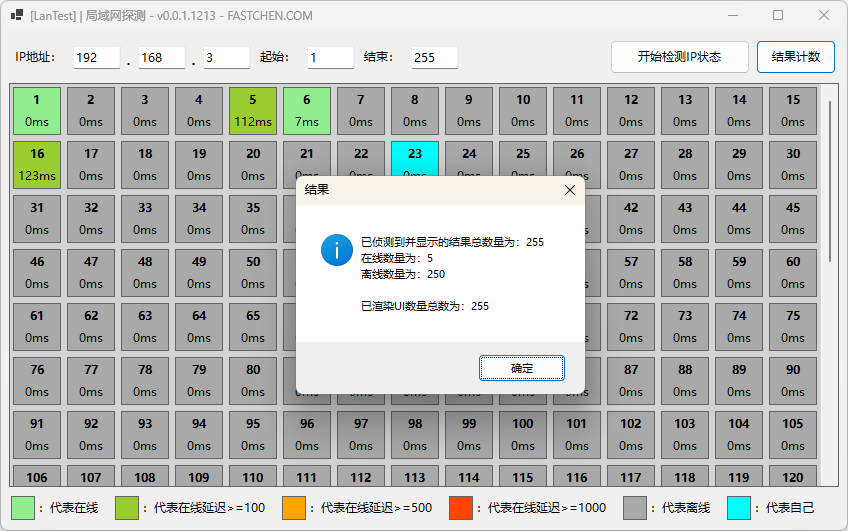 [LanTest] | 局域网探测 - v0.0.1.1213 - FASTCHEN.COM
IP地址: 192 . 168 . 3 起始: 1 结束: 255 开始检测IP状态 结果计数
1 2 3 4 5 6 7 8 9 10 11 12 13 14 15
0ms 0ms 0ms 0ms 112ms 7ms 0ms 0ms 0ms 0ms 0ms 0ms 0ms 0ms 0ms
16 17 18 19 20 21 22 23 24 25 26 27 28 29 30
123ms 0ms 0ms 0ms 0ms 0ms 0ms 0ms 0ms 0ms 0ms 0ms 0ms 0ms 0ms
结果
31 32 33 34 35 42 43 44 45
0ms 0ms 0ms 0ms 0ms 0ms 0ms 0ms 0ms
已侦测到并显示的结果总数量为：255
在线数量为：5
离线数量为：250
已渲染UI数量总数为：255
46 47 48 49 50 57 58 59 60
0ms 0ms 0ms 0ms 0ms 0ms 0ms 0ms 0ms
61 62 63 64 65 72 73 74 75
0ms 0ms 0ms 0ms 0ms 0ms 0ms 0ms 0ms
确定
76 77 78 79 80 87 88 89 90
0ms 0ms 0ms 0ms 0ms 0ms 0ms 0ms 0ms 0ms 0ms 0ms 0ms 0ms
91 92 93 94 95 96 97 98 99 100 101 102 103 104 105
0ms 0ms 0ms 0ms 0ms 0ms 0ms 0ms 0ms 0ms 0ms 0ms 0ms 0ms 0ms
106 107 108 109 110 111 112 113 114 115 116 117 118 119 120
：代表在线 ：代表在线延迟>=100 ：代表在线延迟>=500 ：代表在线延迟>=1000 ：代表离线 ：代表自己